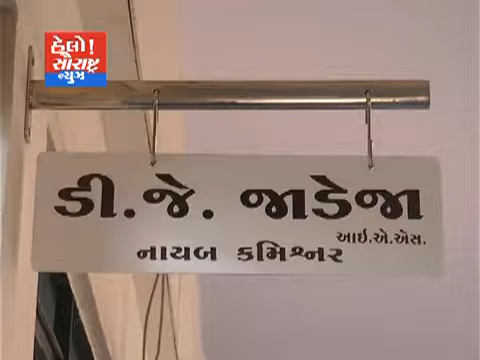 હેલો!
સૌરાષ્ટ્ર
ન્યુઝ
ડી.જે. જાડેજા
આઈ.એ.એસ.
નાયબ કમિશ્નર